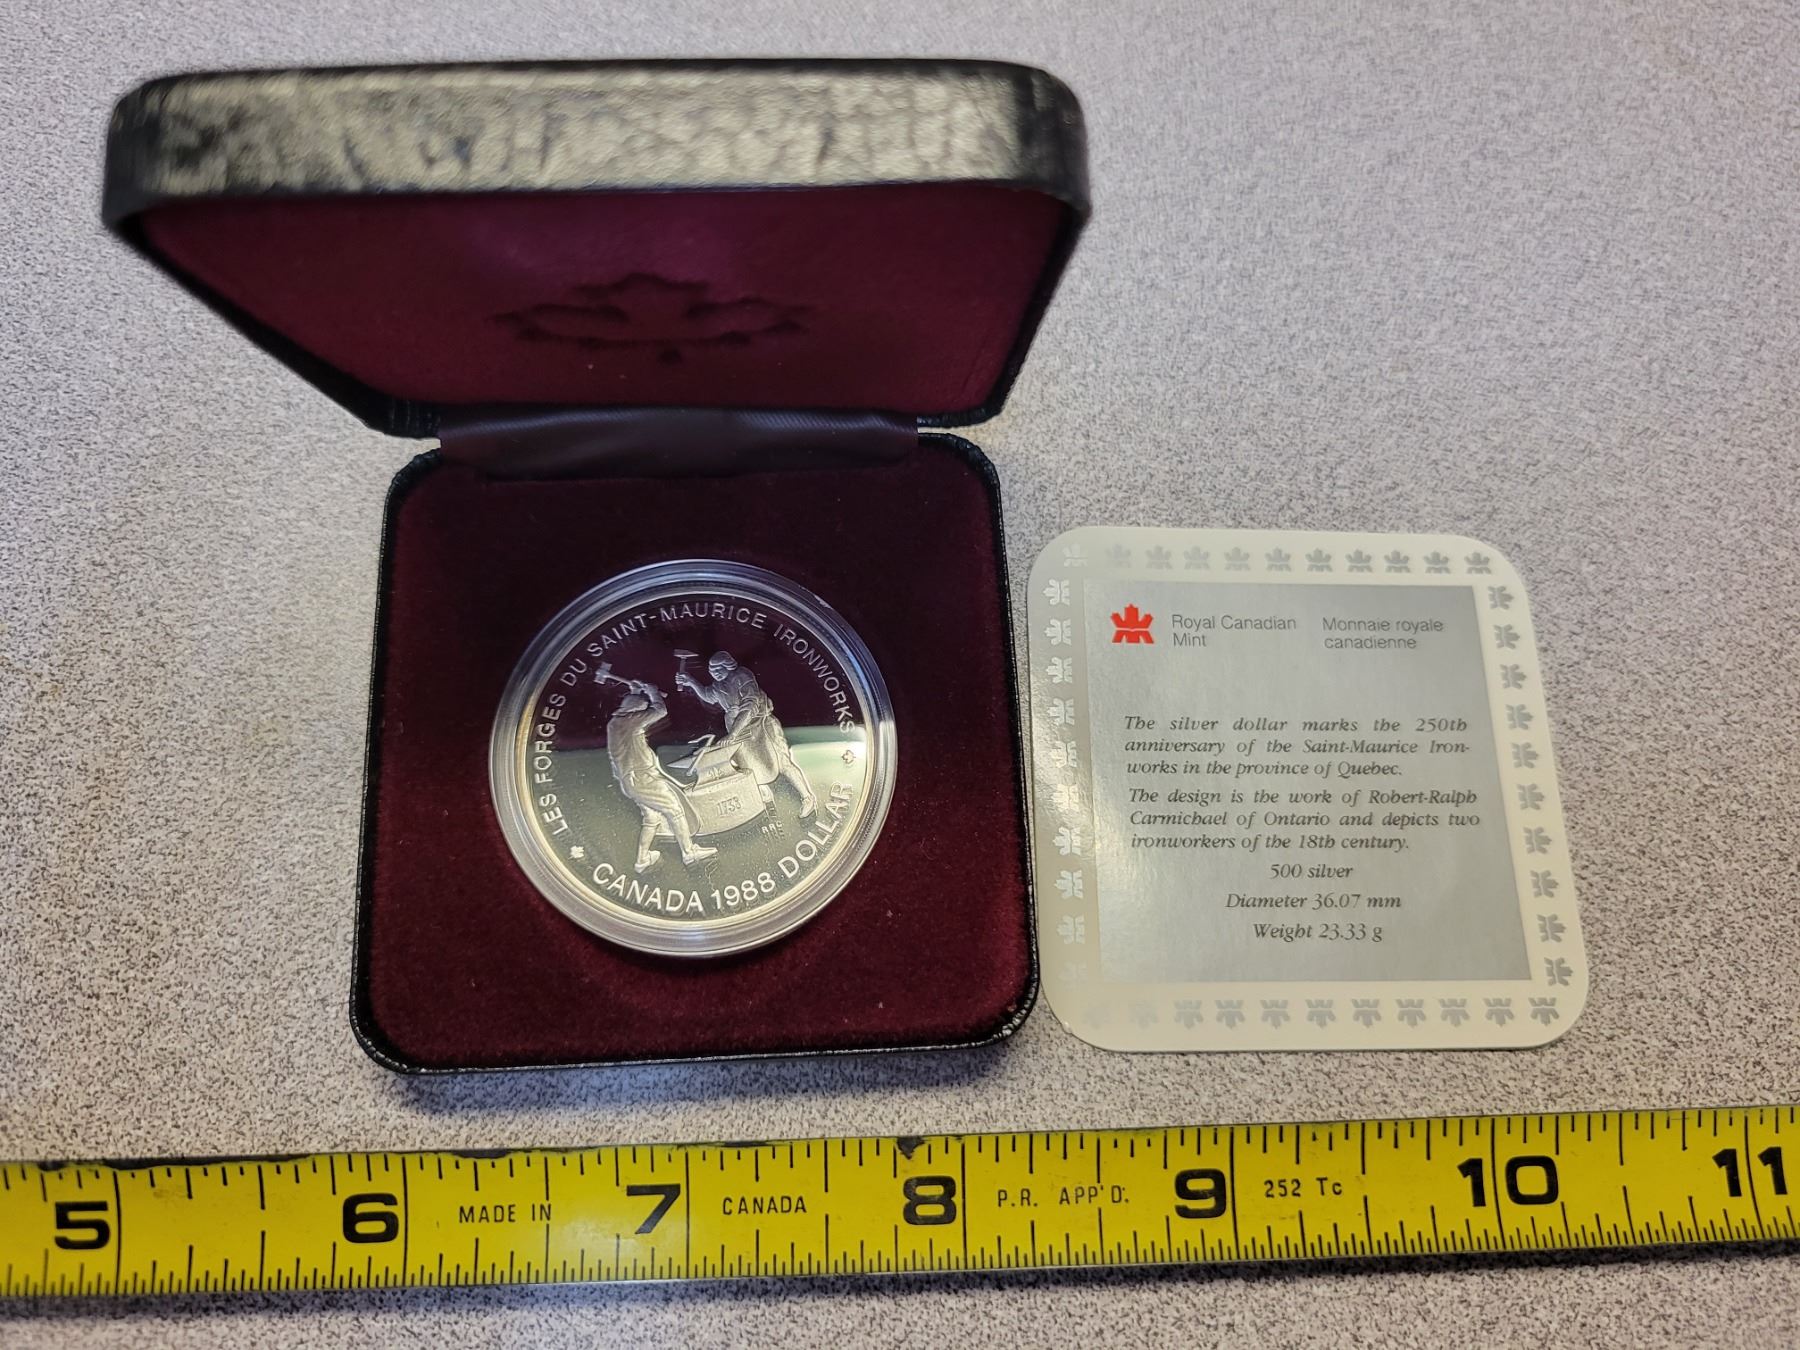 LES FORGES DU SAINT-MAURICE IRONWORKS
1738
CANADA 1988 DOLLAR
Royal Canadian
Mint
Monnaie royale
canadienne
The silver dollar marks the 250th
anniversary of the Saint-Maurice Iron-
works in the province of Quebec.
The design is the work of Robert-Ralph
Carmichael of Ontario and depicts two
ironworkers of the 18th century.
500 silver
Diameter 36.07 mm
Weight 23.33 g
5 6 MADE IN 7 CANADA 8 P.R. APP'D. 9 252 Tc 10 11